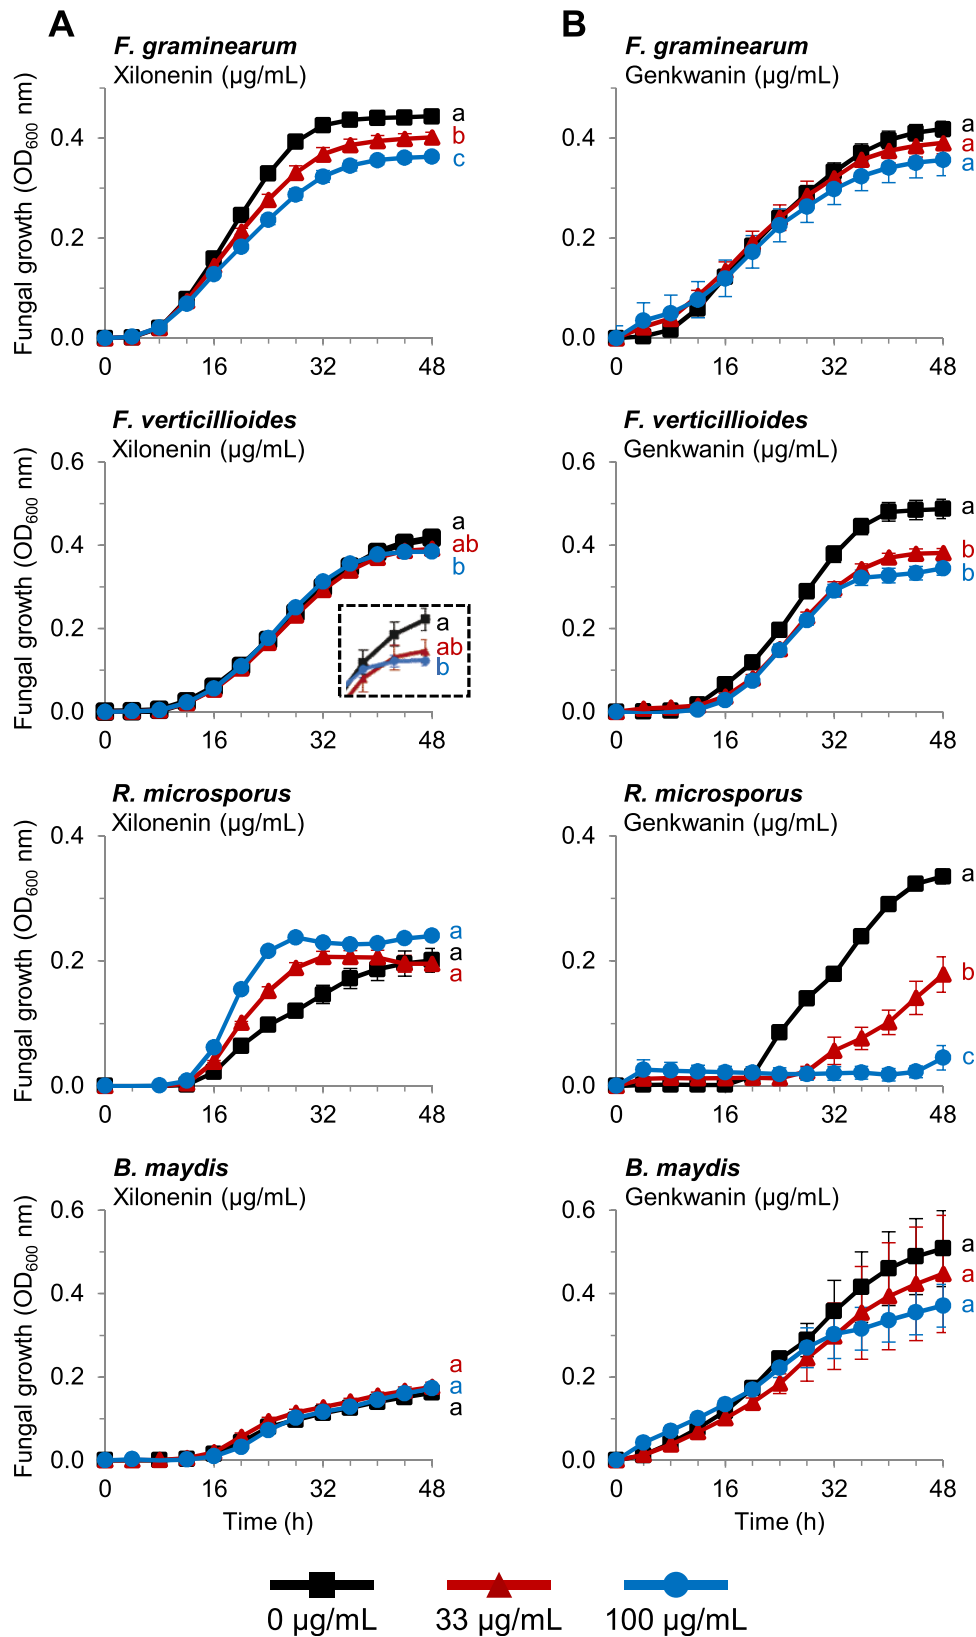 A
B
F. graminearum
Xilonenin (µg/mL)
Fungal growth (OD600 nm)
0.4
0.2
0.0
0
16
32
48
a
b
c
F. graminearum
Genkwanin (µg/mL)
0.4
0.2
0.0
0
16
32
48
a
a
a
F. verticillioides
Xilonenin (µg/mL)
Fungal growth (OD600 nm)
0.6
0.4
0.2
0.0
0
16
32
48
a
ab
b
a
ab
b
F. verticillioides
Genkwanin (µg/mL)
0.6
0.4
0.2
0.0
0
16
32
48
a
b
b
R. microsporus
Xilonenin (µg/mL)
Fungal growth (OD600 nm)
0.4
0.2
0.0
0
16
32
48
a
a
a
R. microsporus
Genkwanin (µg/mL)
0.4
0.2
0.0
0
16
32
48
a
b
c
B. maydis
Xilonenin (µg/mL)
Fungal growth (OD600 nm)
0.6
0.4
0.2
0.0
0
16
32
48
Time (h)
a
a
a
B. maydis
Genkwanin (µg/mL)
0.6
0.4
0.2
0.0
0
16
32
48
Time (h)
a
a
a
0 µg/mL
33 µg/mL
100 µg/mL